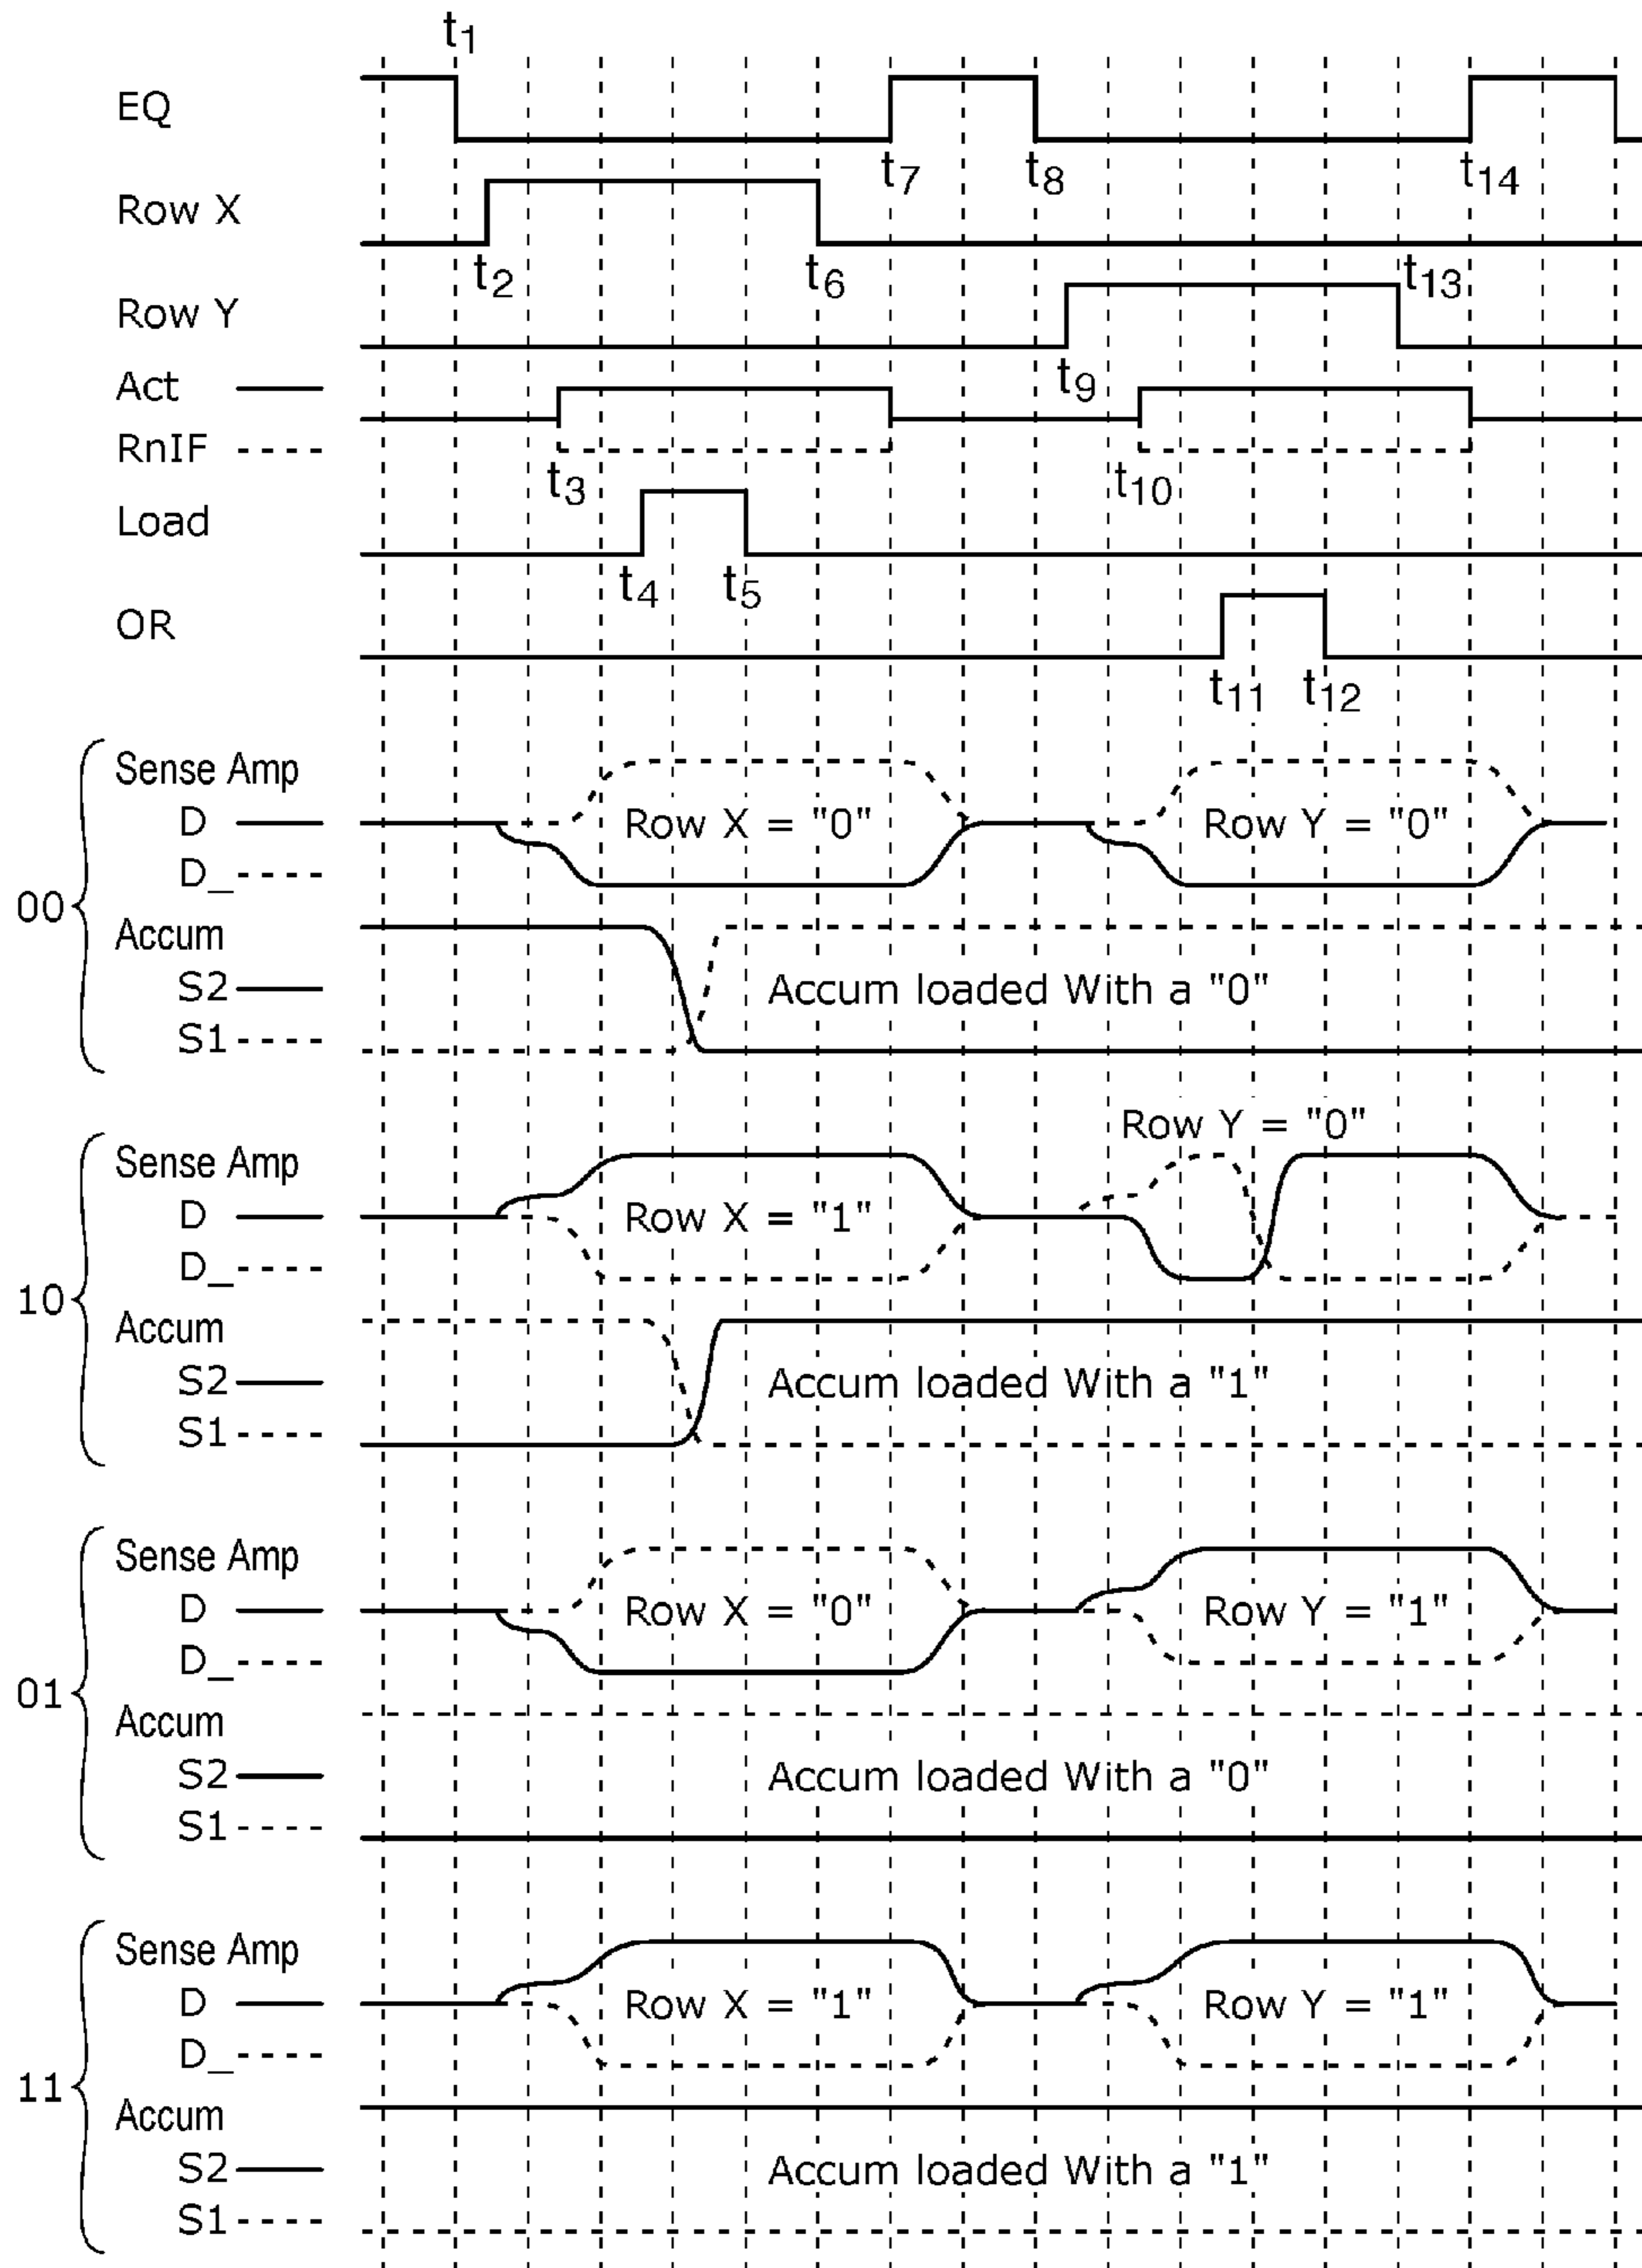 t1
EQ
t7 t8 t14
Row X
t2 t6 t13
Row Y
t9
Act
RnIF
t3 t10
Load
t4 t5
OR
t11 t12
Sense Amp
D Row X = "0" Row Y = "0"
D_
00
Accum
S2 Accum loaded With a "0"
S1
Row Y = "0"
Sense Amp
D Row X = "1"
D_
10
Accum
S2 Accum loaded With a "1"
S1
Sense Amp
D Row X = "0" Row Y = "1"
D_
01
Accum
S2 Accum loaded With a "0"
S1
Sense Amp
D Row X = "1" Row Y = "1"
D_
11
Accum
S2 Accum loaded With a "1"
S1